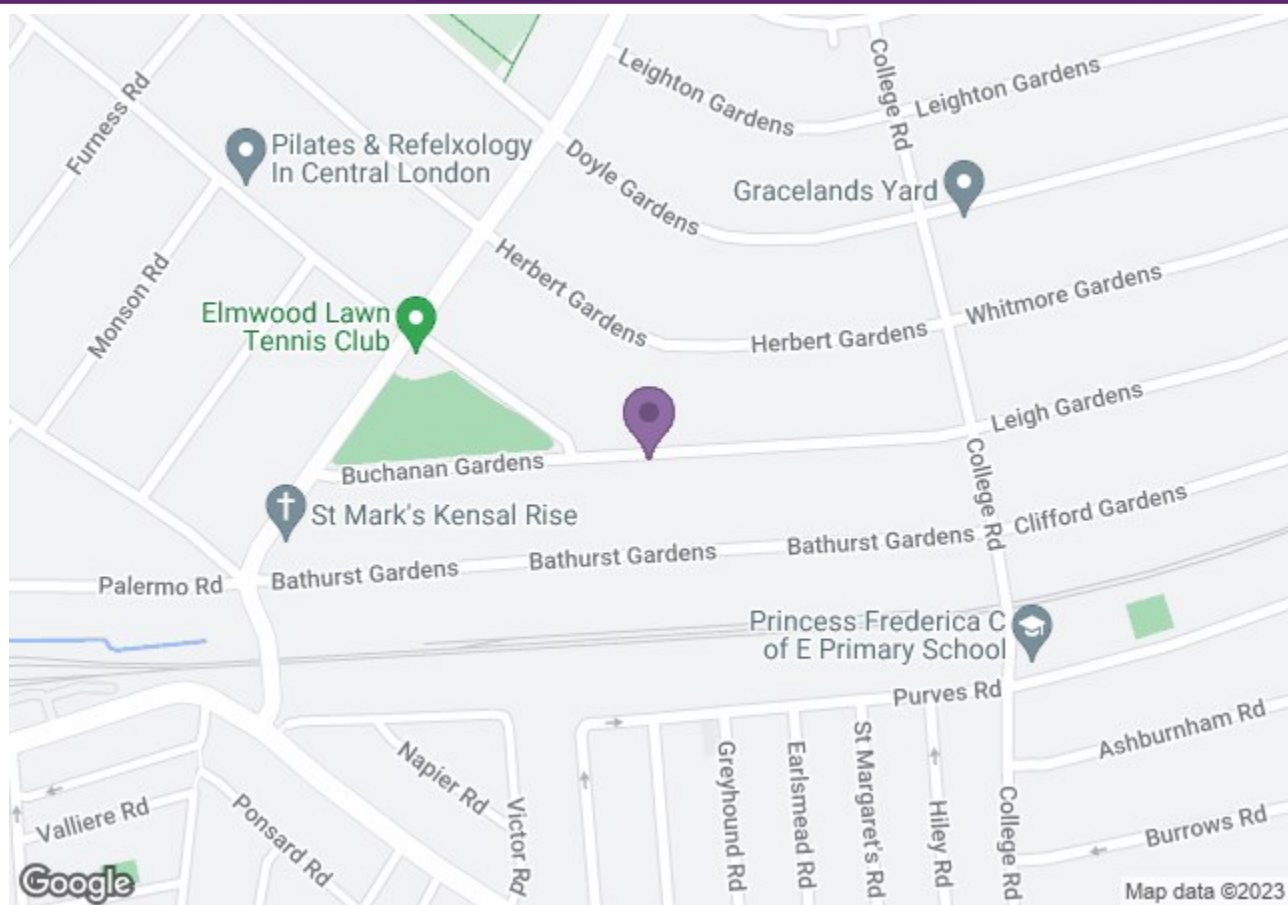 College Rd
Leighton Gardens
Leighton Gardens
Furness Rd
Pilates & Refelxology
In Central London
Doyle Gardens
Gracelands Yard
Monson Rd
Herbert Gardens
Elmwood Lawn
Tennis Club
Whitmore Gardens
Herbert Gardens
Leigh Gardens
Buchanan Gardens
College Rd
St Mark's Kensal Rise
Clifford Gardens
Bathurst Gardens
Bathurst Gardens
Bathurst Gardens
Palermo Rd
Princess Frederica C
of E Primary School
Purves Rd
Ashburnham Rd
Napier Rd
Greyhound Rd
Earlsmead Rd
St Margaret's Rd
Hiley Rd
College Rd
Victor Rd
Valliere Rd
Ponsard Rd
Burrows Rd
Google
Map data ©2023